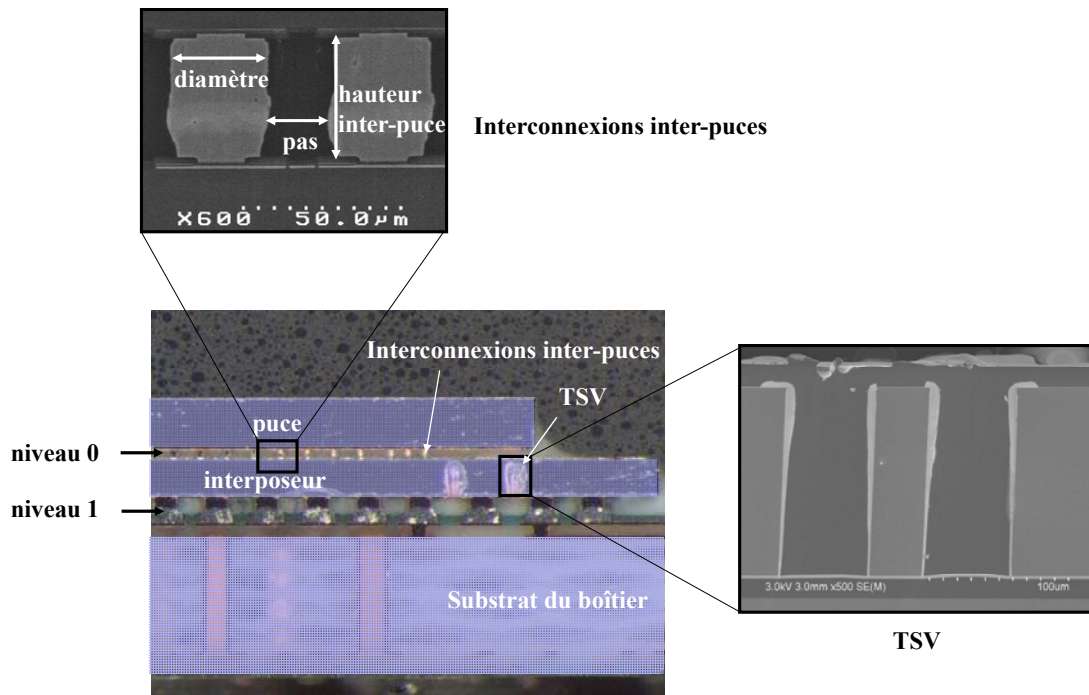 diamètre
hauteur
inter-puce
pas
Interconnexions inter-puces
X600 50.0µm
Interconnexions inter-puces
TSV
puce
niveau 0
interposeur
niveau 1
Substrat du boîtier
3.0kV 3.0mm x500 SE(M)
100um
TSV